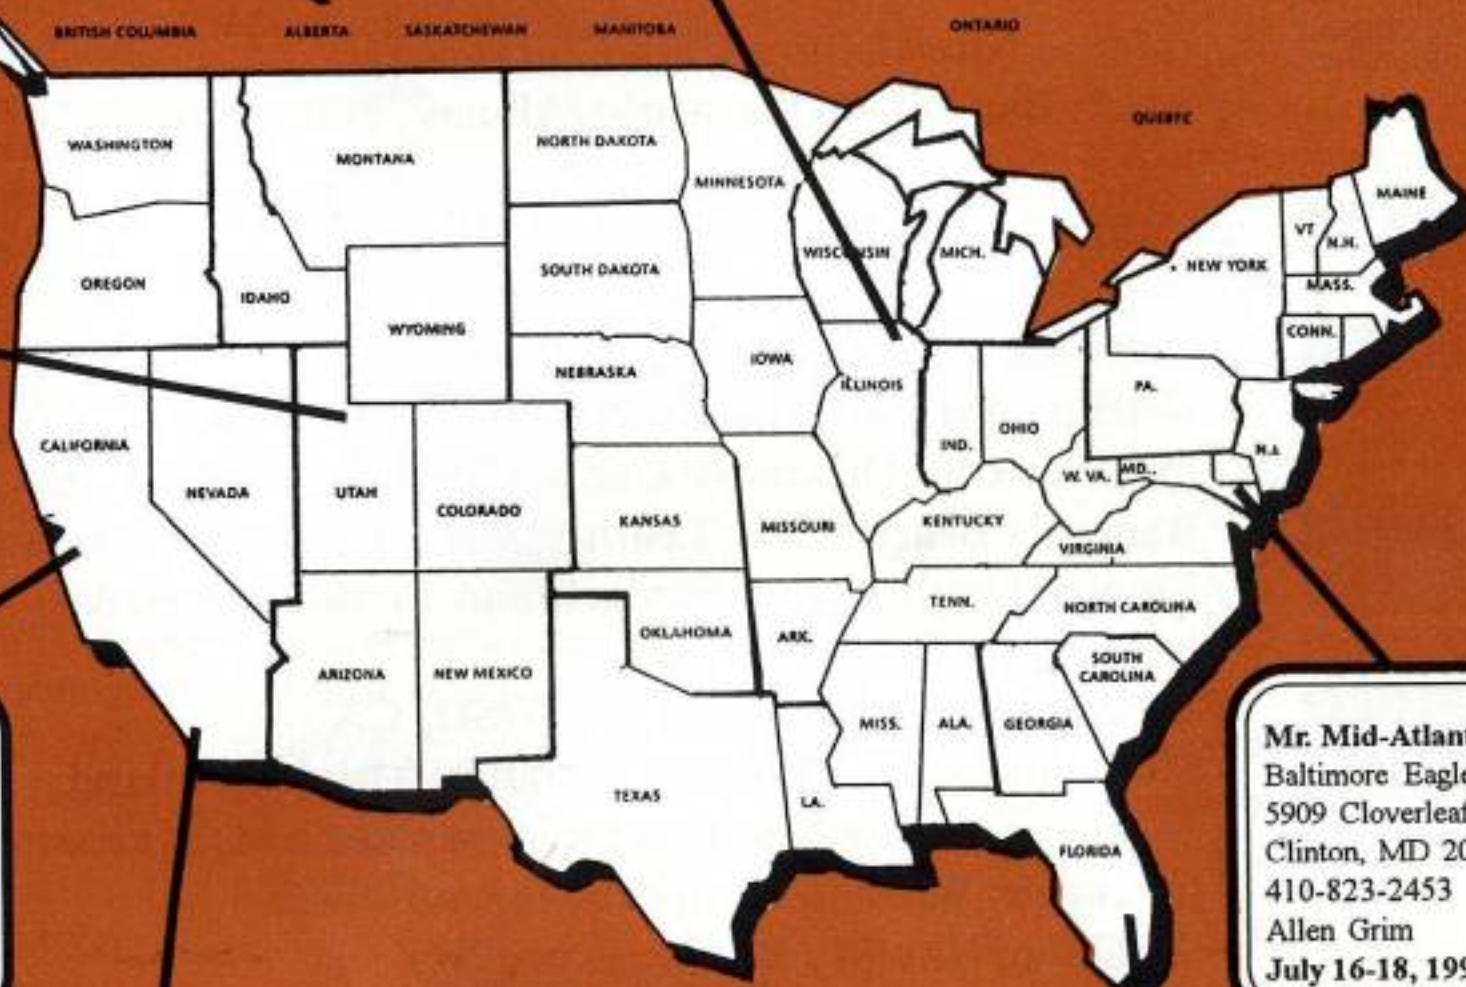 BRITISH COLUMBIA ALBERTA SASKATCHEWAN MANITOBA ONTARIO
QUEBEC
WASHINGTON
MONTANA
NORTH DAKOTA
MINNESOTA
MAINE
VT
N.H.
OREGON
IDAHO
WYOMING
SOUTH DAKOTA
WISCONSIN
MICH.
NEW YORK
MASS.
CONN.
NEBRASKA
IOWA
ILLINOIS
PA.
CALIFORNIA
NEVADA
UTAH
COLORADO
KANSAS
MISSOURI
IND.
OHIO
W. VA.
MD..
N.J.
KENTUCKY
VIRGINIA
TENN.
NORTH CAROLINA
ARIZONA
NEW MEXICO
OKLAHOMA
ARK.
SOUTH
CAROLINA
TEXAS
LA.
MISS.
ALA.
GEORGIA
FLORIDA
Mr. Mid-Atlant
Baltimore Eagle
5909 Cloverleaf
Clinton, MD 20
410-823-2453
Allen Grim
July 16-18, 199